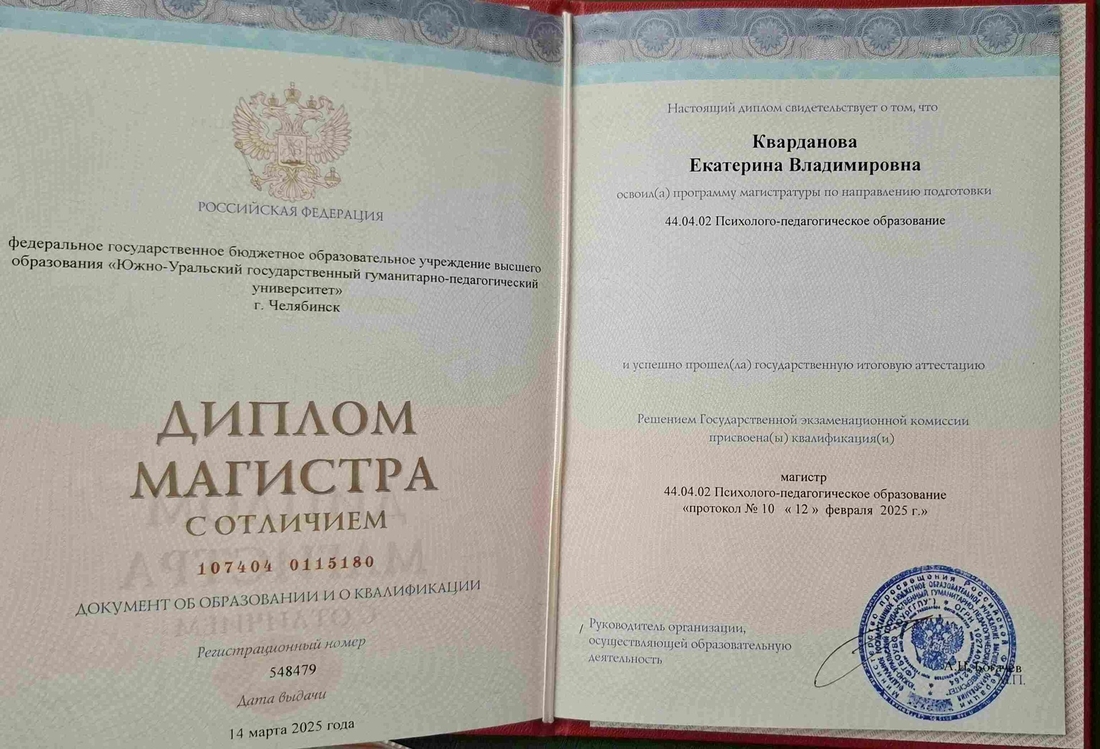 РОССИЙСКАЯ ФЕДЕРАЦИЯ
федеральное государственное бюджетное образовательное учреждение высшего
образования «Южно-Уральский государственный гуманитарно-педагогический
университет»
г. Челябинск
ДИПЛОМ
МАГИСТРА
С ОТЛИЧИЕМ
107404 0115180
ДОКУМЕНТ ОБ ОБРАЗОВАНИИ И О КВАЛИФИКАЦИИ
Регистрационный номер
548479
Дата выдачи
14 марта 2025 года
Настоящий диплом свидетельствует о том, что
Кварданова
Екатерина Владимировна
освоил(а) программу магистратуры по направлению подготовки
44.04.02 Психолого-педагогическое образование
и успешно прошел(ла) государственную итоговую аттестацию
Решением Государственной экзаменационной комиссии
присвоена(ы) квалификация(и)
магистр
44.04.02 Психолого-педагогическое образование
«протокол № 10 « 12 » февраля 2025 г.»
Руководитель организации,
осуществляющей образовательную
деятельность
М.П.